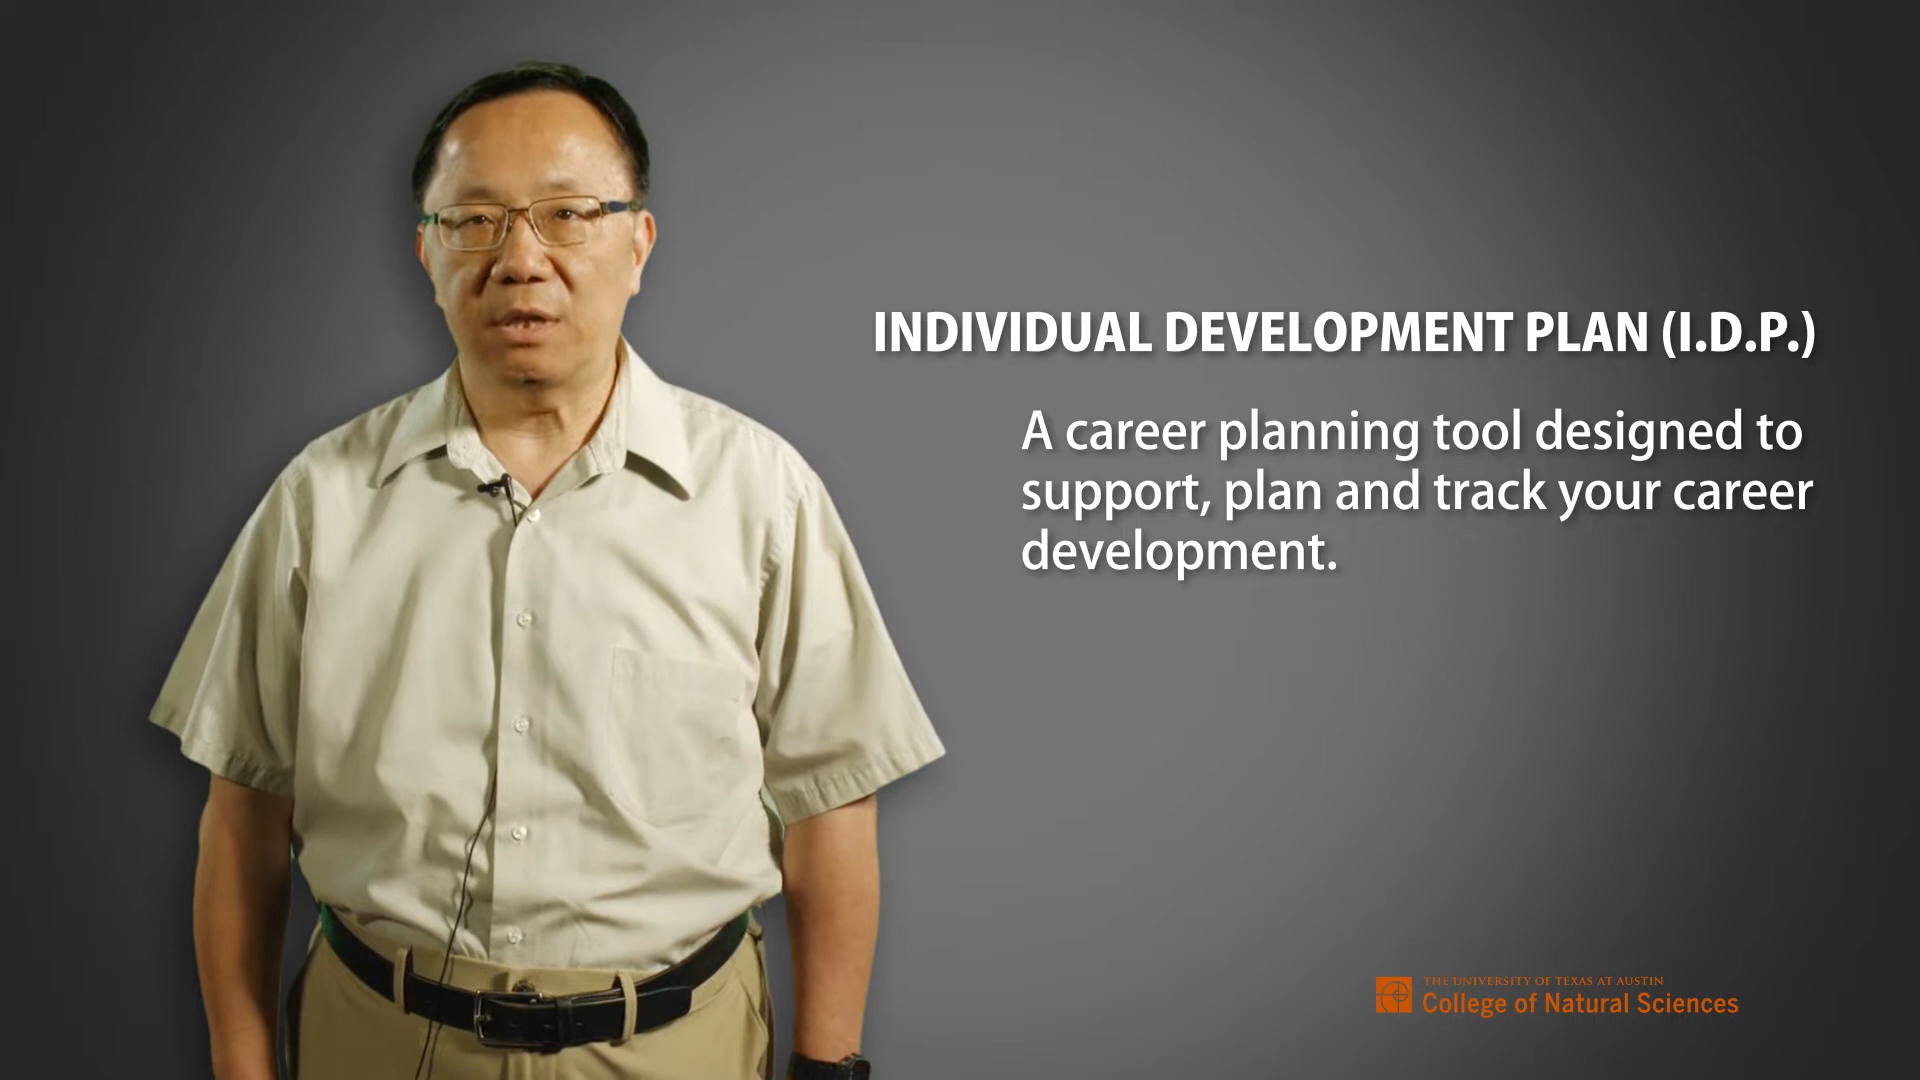 INDIVIDUAL DEVELOPMENT PLAN (I.D.P.)
A career planning tool designed to
support, plan and track your career
development.
THE UNIVERSITY OF TEXAS AT AUSTIN
College of Natural Sciences